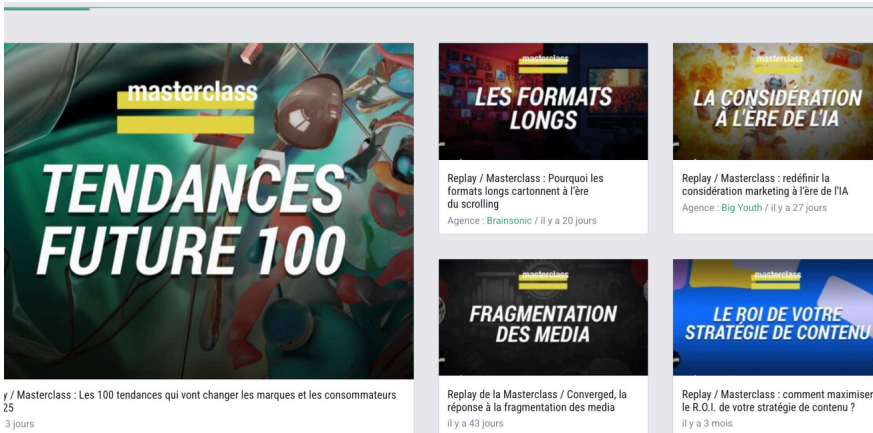 masterclass
TENDANCES
FUTURE 100
y / Masterclass : Les 100 tendances qui vont changer les marques et les consommateurs
25
3 jours
masterclass
LES FORMATS
LONGS
Replay / Masterclass : Pourquoi les
formats longs cartonnent à l'ère
du scrolling
Agence : Brainsonic / il y a 20 jours
masterclass
LA CONSIDÉRATION
À L'ÈRE DE L'IA
Replay / Masterclass : redéfinir la
considération marketing à l'ère de l'IA
Agence : Big Youth / il y a 27 jours
masterclass
FRAGMENTATION
DES MEDIA
Replay de la Masterclass / Converged, la
réponse à la fragmentation des media
il y a 43 jours
masterclass
LE ROI DE VOTRE
STRATÉGIE DE CONTENU
Replay / Masterclass : comment maximiser
le R.O.I. de votre stratégie de contenu ?
il y a 3 mois